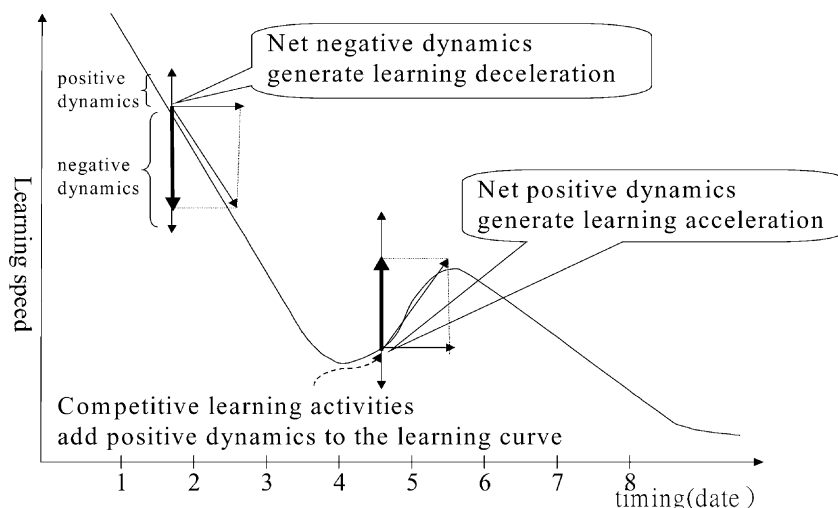 Net negative dynamics
generate learning deceleration
positive
dynamics
negative
dynamics
Learning speed
Net positive dynamics
generate learning acceleration
Competitive learning activities
add positive dynamics to the learning curve
1 2 3 4 5 6 7 8
timing(date )